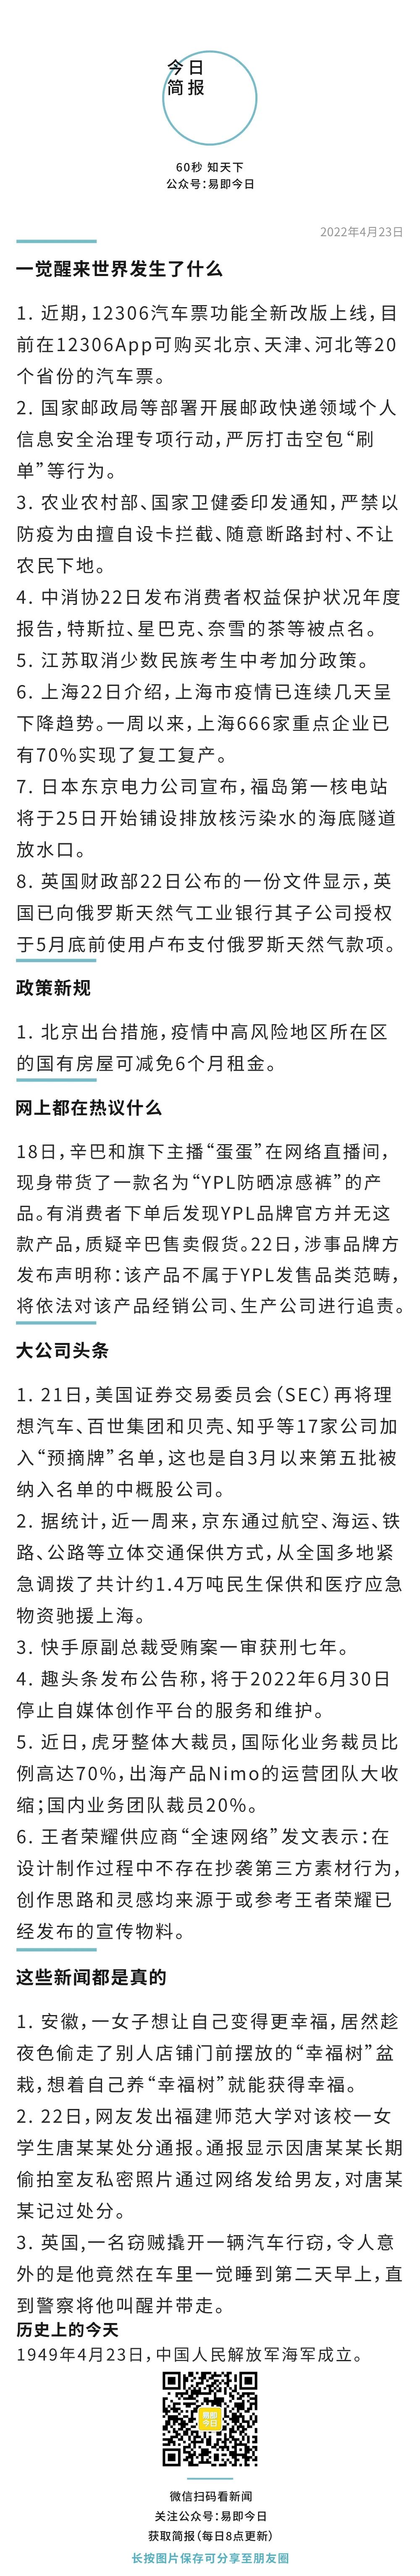 今日
简报
60秒 知天下
公众号：易即今日
2022年4月23日
一觉醒来世界发生了什么
1. 近期，12306汽车票功能全新改版上线，目
前在12306App可购买北京、天津、河北等20
个省份的汽车票。
2. 国家邮政局等部署开展邮政快递领域个人
信息安全治理专项行动，严厉打击空包“刷
单”等行为。
3. 农业农村部、国家卫健委印发通知，严禁以
防疫为由擅自设卡拦截、随意断路封村、不让
农民下地。
4. 中消协22日发布消费者权益保护状况年度
报告，特斯拉、星巴克、奈雪的茶等被点名。
5. 江苏取消少数民族考生中考加分政策。
6. 上海22日介绍，上海市疫情已连续几天呈
下降趋势。一周以来，上海666家重点企业已
有70%实现了复工复产。
7. 日本东京电力公司宣布，福岛第一核电站
将于25日开始铺设排放核污染水的海底隧道
放水口。
8. 英国财政部22日公布的一份文件显示，英
国已向俄罗斯天然气工业银行其子公司授权
于5月底前使用卢布支付俄罗斯天然气款项。
政策新规
1. 北京出台措施，疫情中高风险地区所在区
的国有房屋可减免6个月租金。
网上都在热议什么
18日，辛巴和旗下主播“蛋蛋”在网络直播间，
现身带货了一款名为“YPL防晒凉感裤”的产
品。有消费者下单后发现YPL品牌官方并无这
款产品，质疑辛巴售卖假货。22日，涉事品牌方
发布声明称：该产品不属于YPL发售品类范畴，
将依法对该产品经销公司、生产公司进行追责。
大公司头条
1. 21日，美国证券交易委员会（SEC）再将理
想汽车、百世集团和贝壳、知乎等17家公司加
入“预摘牌”名单，这也是自3月以来第五批被
纳入名单的中概股公司。
2. 据统计，近一周来，京东通过航空、海运、铁
路、公路等立体交通保供方式，从全国多地紧
急调拨了共计约1.4万吨民生保供和医疗应急
物资驰援上海。
3. 快手原副总裁受贿案一审获刑七年。
4. 趣头条发布公告称，将于2022年6月30日
停止自媒体创作平台的服务和维护。
5. 近日，虎牙整体大裁员，国际化业务裁员比
例高达70%，出海产品Nimo的运营团队大收
缩；国内业务团队裁员20%。
6. 王者荣耀供应商“全速网络”发文表示：在
设计制作过程中不存在抄袭第三方素材行为，
创作思路和灵感均来源于或参考王者荣耀已
经发布的宣传物料。
这些新闻都是真的
1. 安徽，一女子想让自己变得更幸福，居然趁
夜色偷走了别人店铺门前摆放的“幸福树”盆
栽，想着自己养“幸福树”就能获得幸福。
2. 22日，网友发出福建师范大学对该校一女
学生唐某某处分通报。通报显示因唐某某长期
偷拍室友私密照片通过网络发给男友，对唐某
某记过处分。
3. 英国,一名窃贼撬开一辆汽车行窃，令人意
外的是他竟然在车里一觉睡到第二天早上，直
到警察将他叫醒并带走。
历史上的今天
1949年4月23日，中国人民解放军海军成立。
易即
今日
微信扫码看新闻
关注公众号：易即今日
获取简报（每日8点更新）
长按图片保存可分享至朋友圈